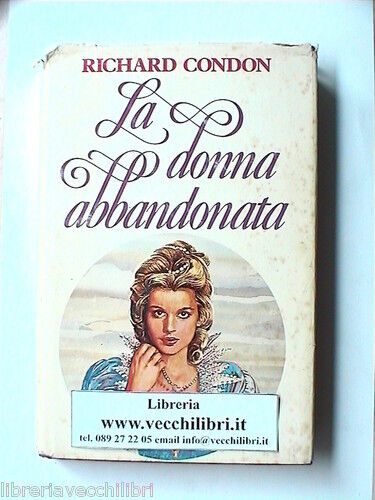 RICHARD CONDON
La
donna
abbandonata
Libreria
www.vecchilibri.it
tel. 089 27 22 05 email info@vecchilibri.it
libreriavecchilibri